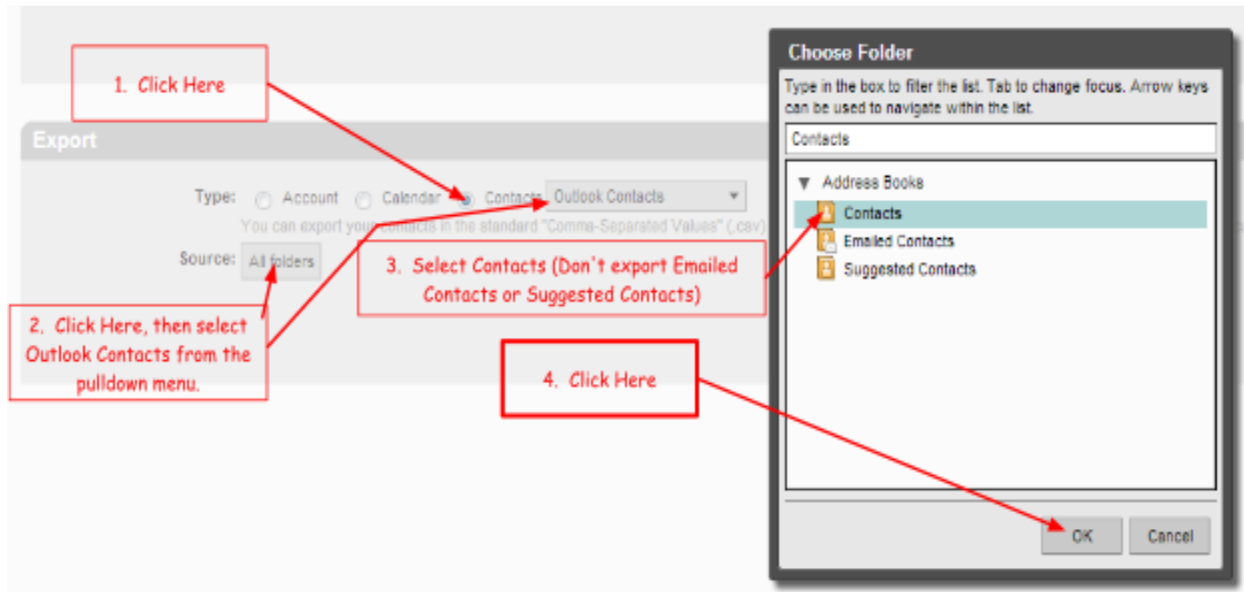 1. Click Here
Export
Type: Account Calendar Contacts Outlook Contacts
You can export your contacts in the standard "Comma-Separated Values" (.csv)
Source: All folders
2. Click Here, then select
Outlook Contacts from the
pulldown menu.
3. Select Contacts (Don't export Emailed
Contacts or Suggested Contacts)
4. Click Here
Choose Folder
Type in the box to filter the list. Tab to change focus. Arrow keys
can be used to navigate within the list.
Contacts
Address Books
Contacts
Emailed Contacts
Suggested Contacts
OK Cancel